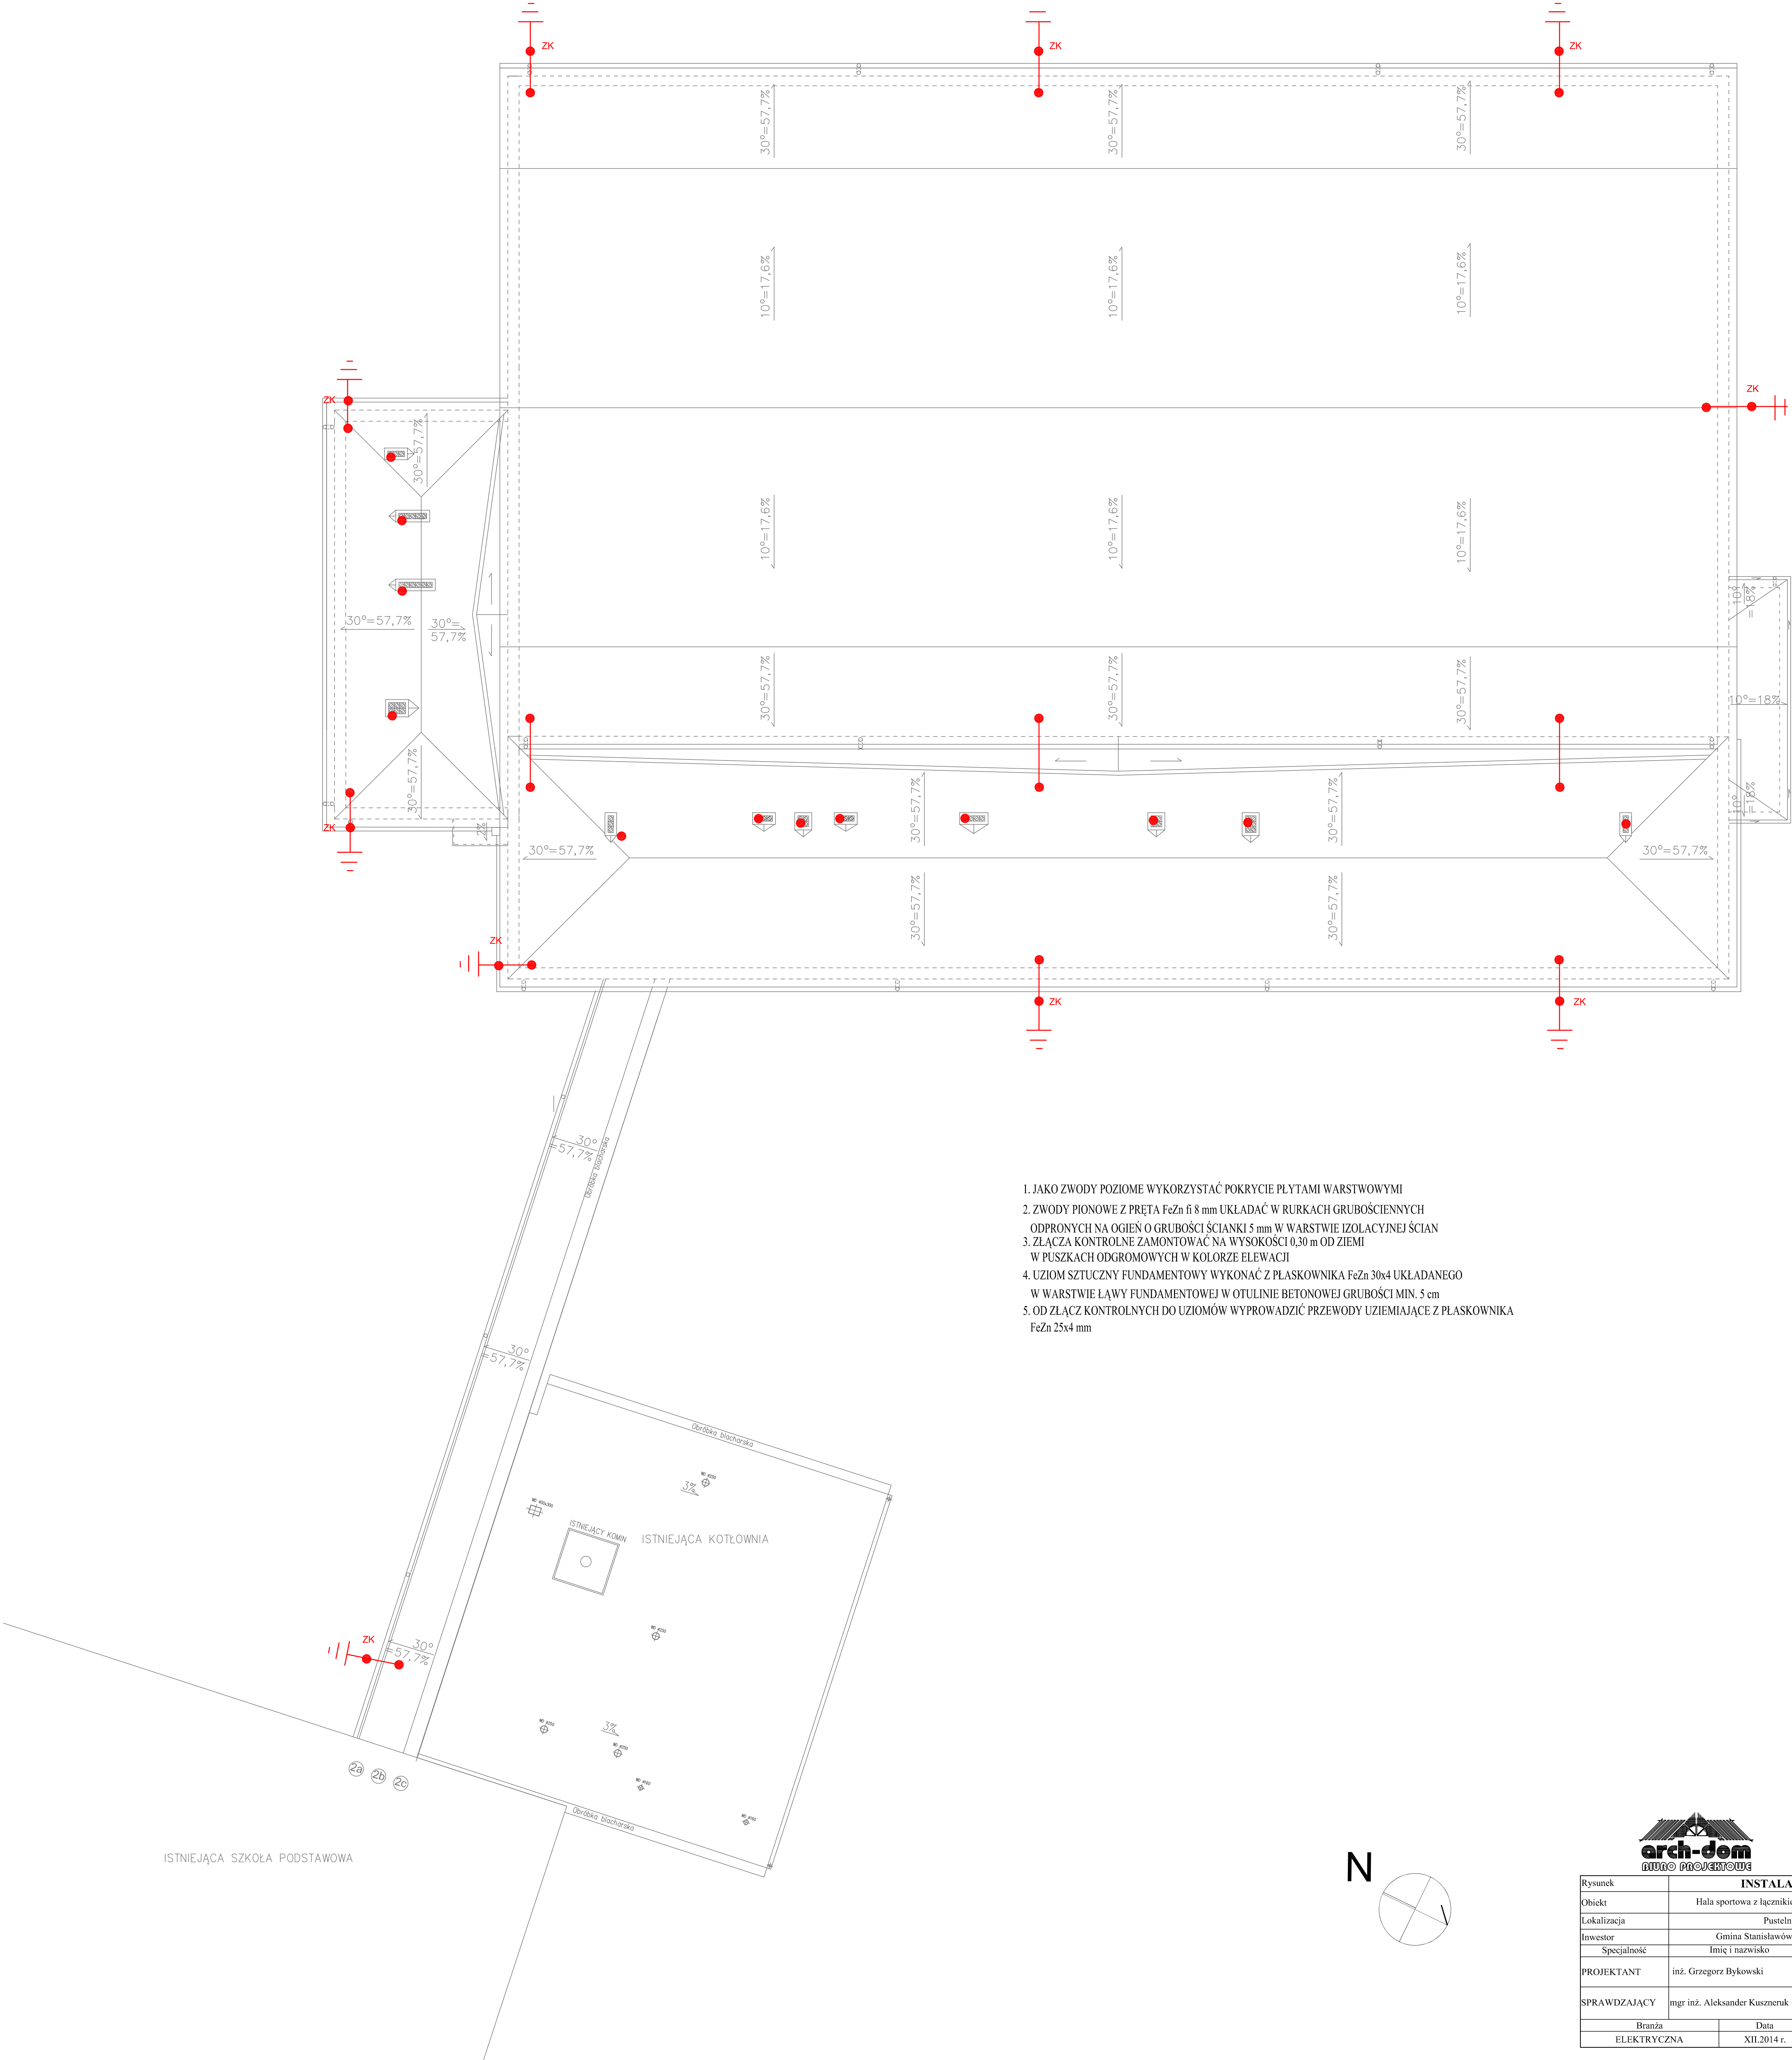 ZK
ZK
ZK
30°=57,7%
30°=57,7%
30°=57,7%
10°=17,6%
10°=17,6%
10°=17,6%
ZK
ZK
30°=57,7%
10°=17,6%
10°=17,6%
10°=17,6%
10°
=18%
30°=57,7%
30°=
57,7%
30°=57,7%
30°=57,7%
30°=57,7%
10°=18%
30°=57,7%
30°=57,7%
30°=57,7%
10°
=18%
ZK
2%
30°=57,7%
30°=57,7%
30°=57,7%
30°=57,7%
ZK
ZK
ZK
30°
=57,7%
Obróbka blacharska
1. JAKO ZWODY POZIOME WYKORZYSTAĆ POKRYCIE PŁYTAMI WARSTWOWYMI
2. ZWODY PIONOWE Z PRĘTA FeZn fi 8 mm UKŁADAĆ W RURKACH GRUBOŚCIENNYCH
ODPRONYCH NA OGIEŃ O GRUBOŚCI ŚCIANKI 5 mm W WARSTWIE IZOLACYJNEJ ŚCIAN
3. ZŁĄCZA KONTROLNE ZAMONTOWAĆ NA WYSOKOŚCI 0,30 m OD ZIEMI
W PUSZKACH ODGROMOWYCH W KOLORZE ELEWACJI
4. UZIOM SZTUCZNY FUNDAMENTOWY WYKONAĆ Z PŁASKOWNIKA FeZn 30x4 UKŁADANEGO
W WARSTWIE ŁAWY FUNDAMENTOWEJ W OTULINIE BETONOWEJ GRUBOŚCI MIN. 5 cm
5. OD ZŁĄCZ KONTROLNYCH DO UZIOMÓW WYPROWADZIĆ PRZEWODY UZIEMIAJĄCE Z PŁASKOWNIKA
FeZn 25x4 mm
30°
=57,7%
Obróbka blacharska
3%
ISTNIEJĄCY KOMIN
ISTNIEJĄCA KOTŁOWNIA
ZK
30°
=57,7%
3%
2a
2b
2c
Obróbka blacharska
ISTNIEJĄCA SZKOŁA PODSTAWOWA
N
arch-dom
BIURO PROJEKTOWE
Rysunek INSTALA
Obiekt Hala sportowa z łączniki
Lokalizacja Pusteln
Inwestor Gmina Stanisławów
Specjalność Imię i nazwisko
PROJEKTANT inż. Grzegorz Bykowski
SPRAWDZAJĄCY mgr inż. Aleksander Kuszneruk
Branża Data
ELEKTRYCZNA XII.2014 r.